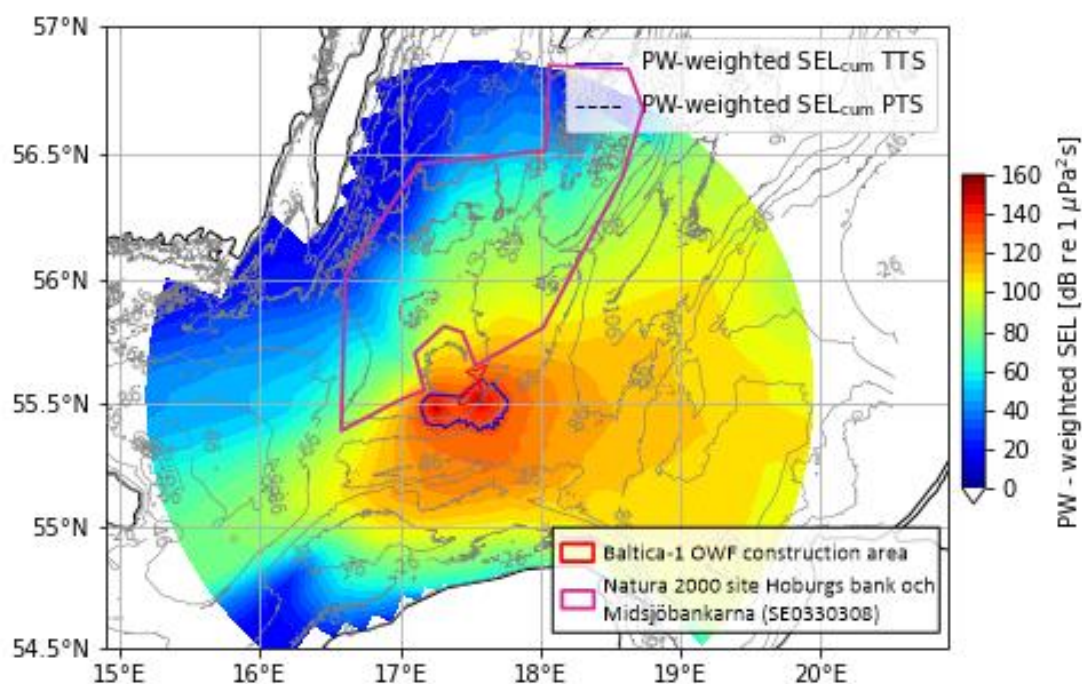 57°N
56.5°N
56°N
55.5°N
55°N
54.5°N
15°E 16°E 17°E 18°E 19°E 20°E
PW-weighted SELcum TTS
PW-weighted SELcum PTS
160
140
120
100
80
60
40
20
0
PW - weighted SEL [dB re 1 μPa²s]
Baltica-1 OWF construction area
Natura 2000 site Hoburgs bank och
Midsjöbankarna (SE0330308)